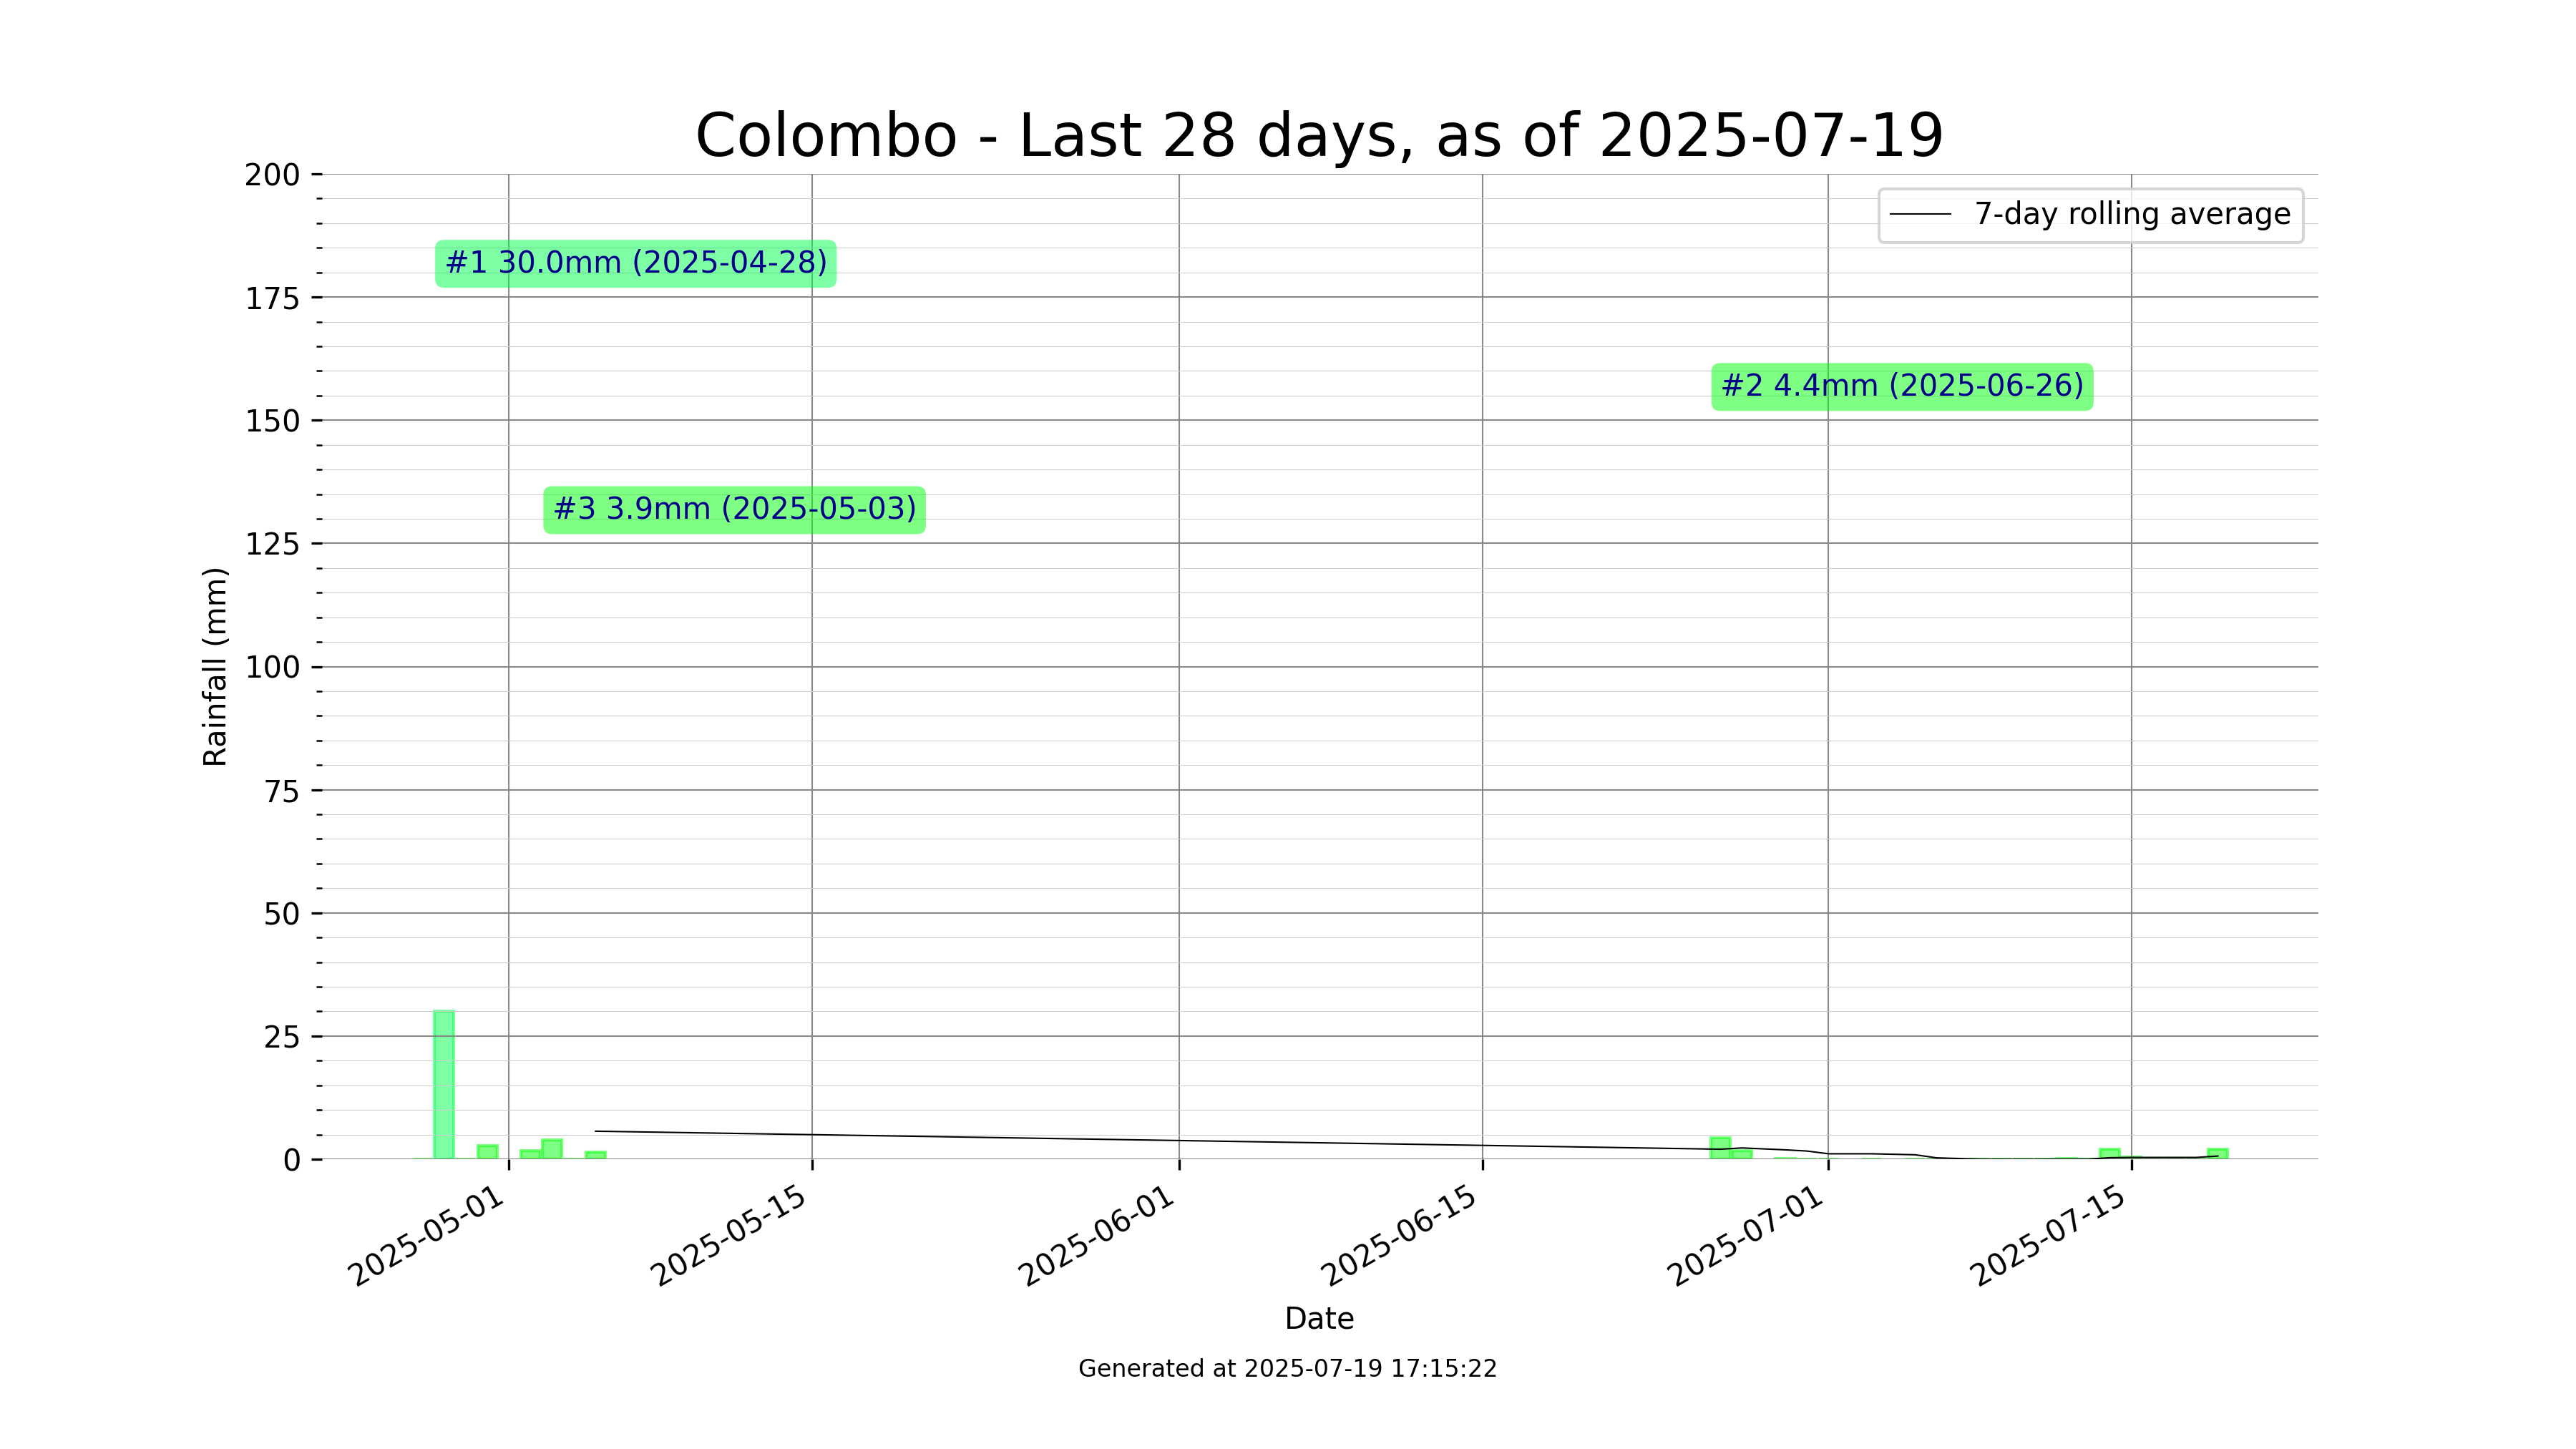 Colombo - Last 28 days, as of 2025-07-19
200
175
150
125
100
75
50
25
0
Rainfall (mm)
7-day rolling average
#1 30.0mm (2025-04-28)
#2 4.4mm (2025-06-26)
#3 3.9mm (2025-05-03)
2025-05-01
2025-05-15
2025-06-01
2025-06-15
2025-07-01
2025-07-15
Date
Generated at 2025-07-19 17:15:22